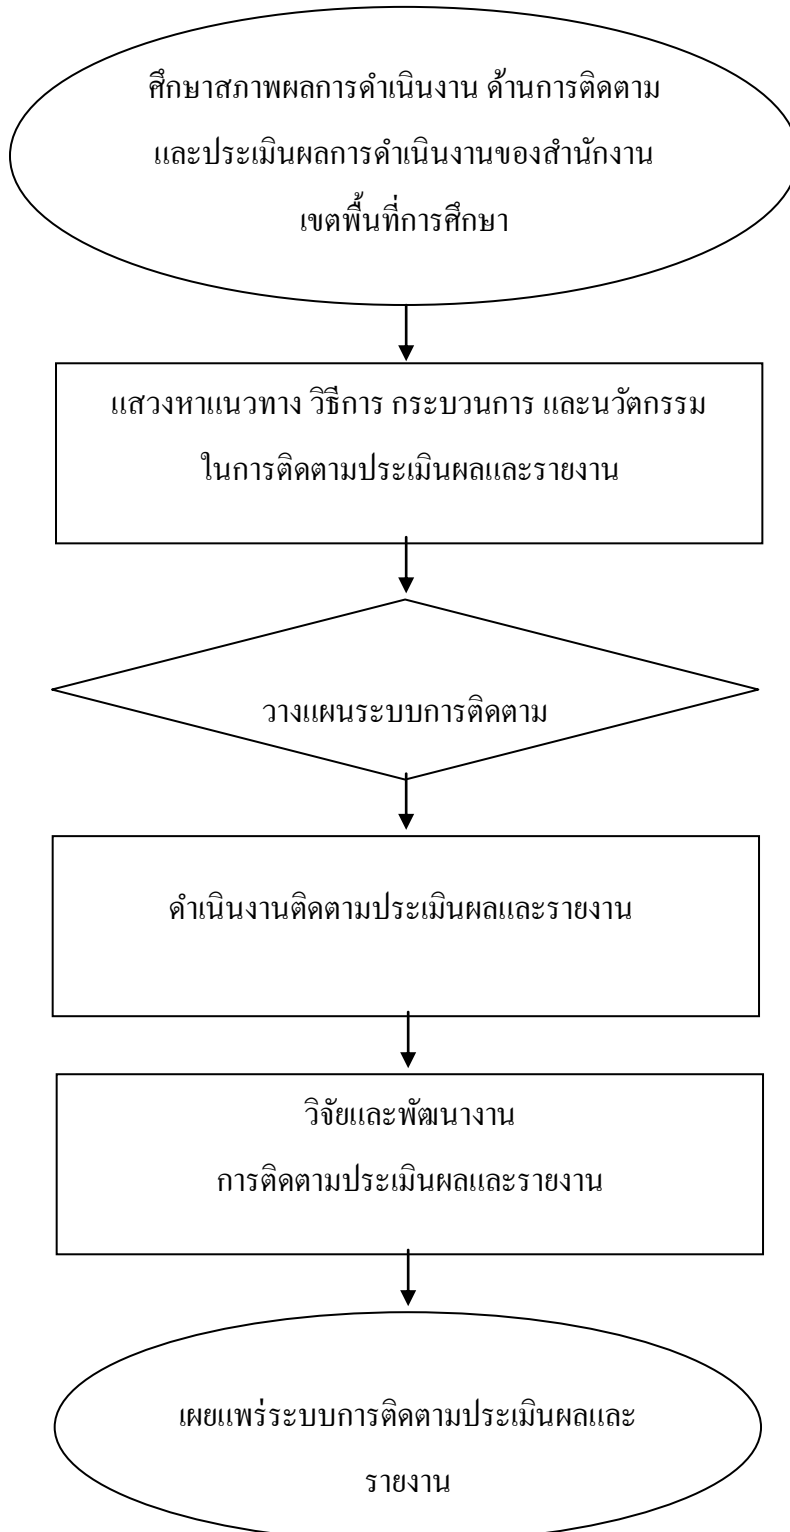 ศึกษาสภาพผลการดำเนินงาน ด้านการติดตาม
และประเมินผลการดำเนินงานของสำนักงาน
เขตพื้นที่การศึกษา
แสวงหาแนวทาง วิธีการ กระบวนการ และนวัตกรรม
ในการติดตามประเมินผลและรายงาน
วางแผนระบบการติดตาม
ดำเนินงานติดตามประเมินผลและรายงาน
วิจัยและพัฒนางาน
การติดตามประเมินผลและรายงาน
เผยแพร่ระบบการติดตามประเมินผลและ
รายงาน